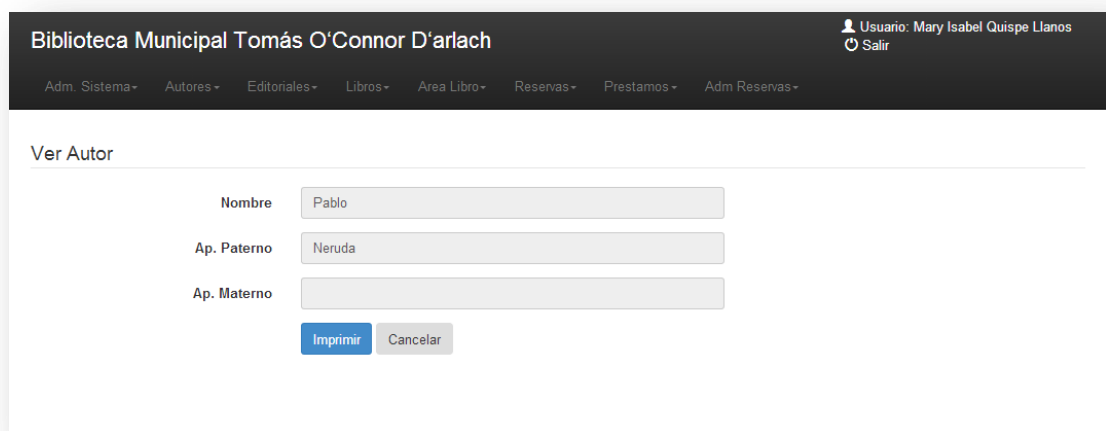 Biblioteca Municipal Tomás O‘Connor D‘arlach
Usuario: Mary Isabel Quispe Llanos
Salir
Adm. Sistema Autores Editoriales Libros Area Libro Reservas Prestamos Adm Reservas
Ver Autor
Nombre Pablo
Ap. Paterno Neruda
Ap. Materno
Imprimir Cancelar